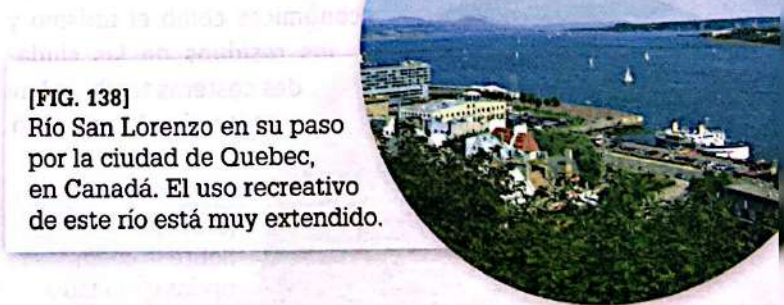 [FIG. 138]
Río San Lorenzo en su paso
por la ciudad de Quebec,
en Canadá. El uso recreativo
de este río está muy extendido.